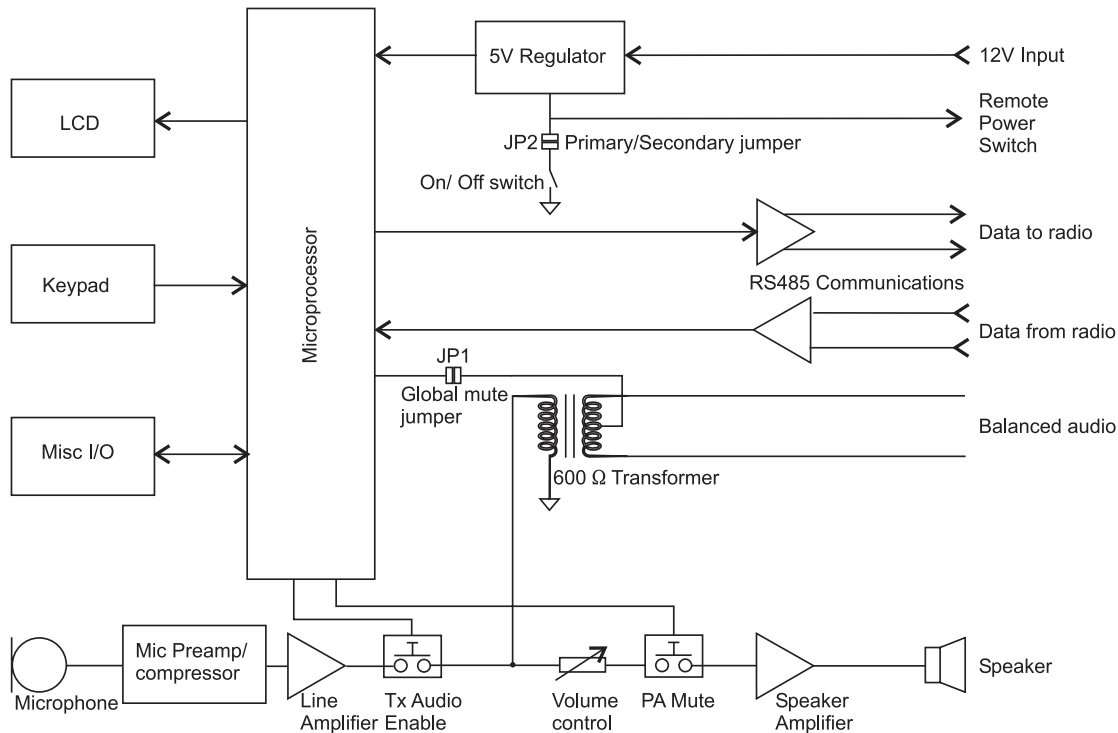 5V Regulator
12V Input
LCD
Remote
Power
Switch
JP2
Primary/Secondary jumper
On/ Off switch
Microprocessor
Data to radio
Keypad
RS485 Communications
Data from radio
JP1
Global mute
jumper
Balanced audio
Misc I/O
600 Ω Transformer
Mic Preamp/
compressor
Microphone
Line
Amplifier
Tx Audio
Enable
Volume
control
PA Mute
Speaker
Amplifier
Speaker